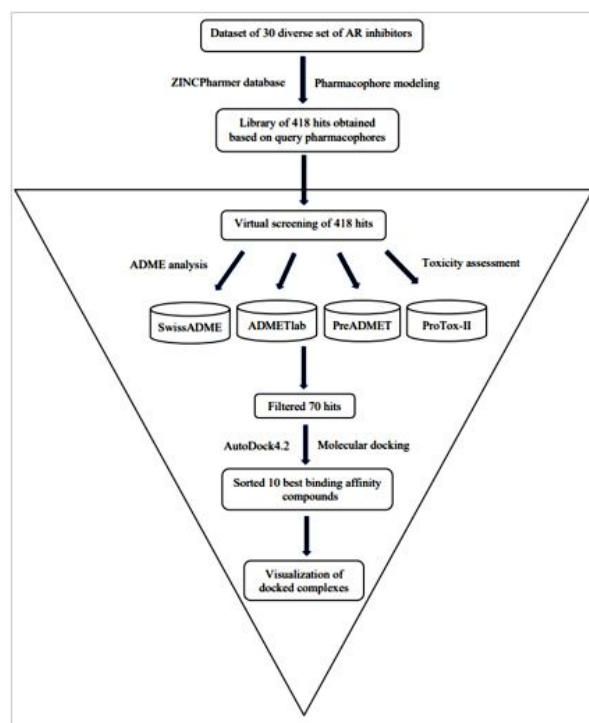 Dataset of 30 diverse set of AR inhibitors
ZINCPharmer database
Pharmacophore modeling
Library of 418 hits obtained
based on query pharmacophores
Virtual screening of 418 hits
ADME analysis
Toxicity assessment
SwissADME
ADMETlab
PreADMET
ProTox-II
Filtered 70 hits
AutoDock4.2
Molecular docking
Sorted 10 best binding affinity
compounds
Visualization of
docked complexes